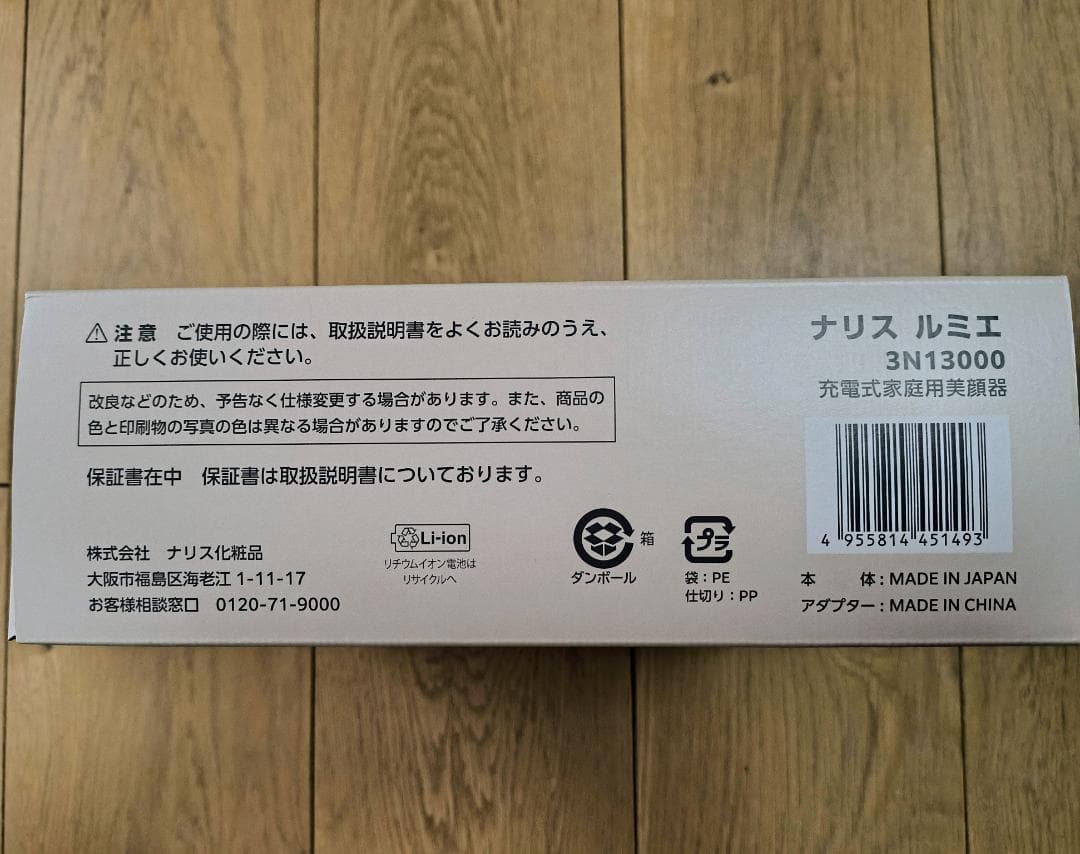 ⚠ 注意 ご使用の際には、取扱説明書をよくお読みのうえ、
正しくお使いください。
改良などのため、予告なく仕様変更する場合があります。また、商品の
色と印刷物の写真の色は異なる場合がありますのでご了承ください。
保証書在中 保証書は取扱説明書についております。
株式会社 ナリス化粧品
大阪市福島区海老江 1-11-17
お客様相談窓口 0120-71-9000
Li-ion
リチウムイオン電池は
リサイクルへ
箱
ダンボール
プラ
袋:PE
仕切り:PP
ナリス ルミエ
3N13000
充電式家庭用美顔器
4 955814 451493
本 体:MADE IN JAPAN
アダプター:MADE IN CHINA